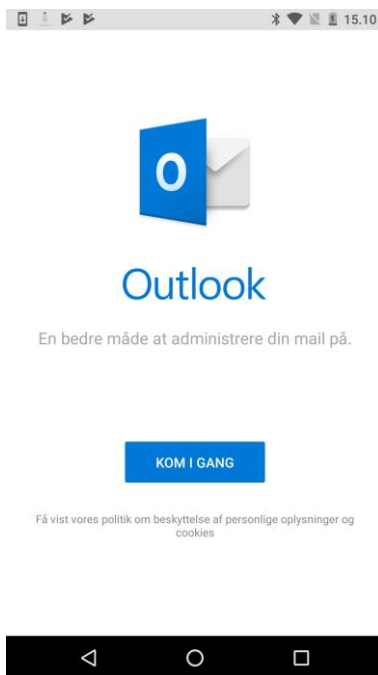 15.10
O
Outlook
En bedre måde at administrere din mail på.
KOM I GANG
Få vist vores politik om beskyttelse af personlige oplysninger og
cookies